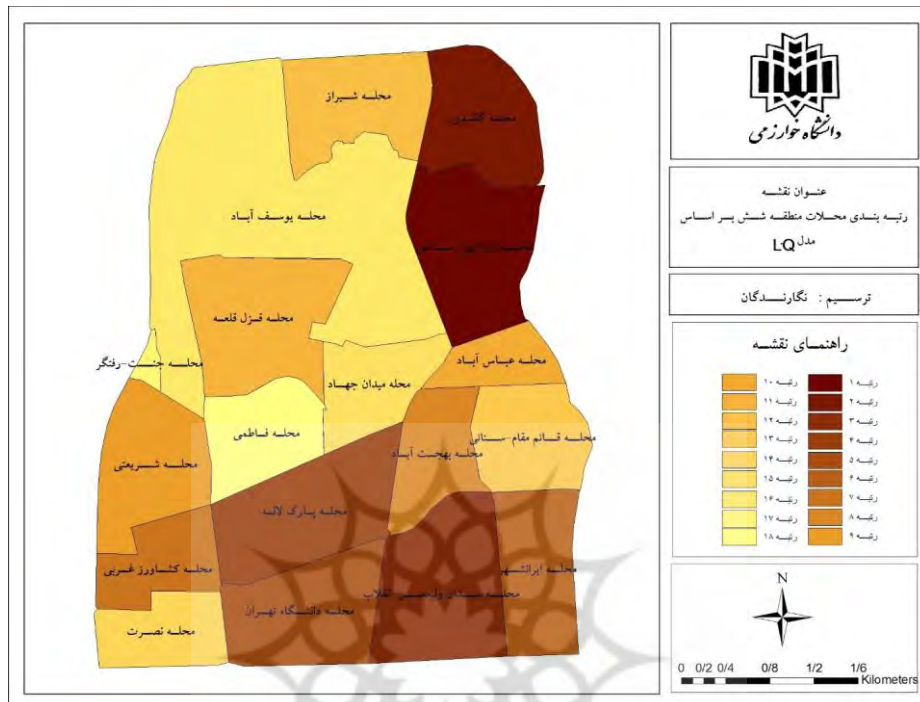 دانشگاه خوارزمی
عنوان نقشه
رتبه بندی محلات منطقه شش بر اساس
مدل L.Q
ترسیم : نگارندگان
راهنمای نقشه
رتبه ۱۰
رتبه ۱
رتبه ۱۱
رتبه ۲
رتبه ۱۲
رتبه ۳
رتبه ۱۳
رتبه ۴
رتبه ۱۴
رتبه ۵
رتبه ۱۵
رتبه ۶
رتبه ۱۶
رتبه ۷
رتبه ۱۷
رتبه ۸
رتبه ۱۸
رتبه ۹
N
0 0/2 0/4 0/8 1/2 1/6
Kilometers
محله شیراز
محله گاندی
محله یوسف آباد
محله
محله قزل قلعه
محله عباس آباد
محله جنت-رفتگر
محله میدان جهاد
محله فاطمی
محله قائم مقام-سنائی
محله بهجت آباد
محله شریعتی
محله پارک لاله
محله کشاورز غربی
محله ایرانشهر
محله میدان ولیعصر-انقلاب
محله دانشگاه تهران
محله نصرت